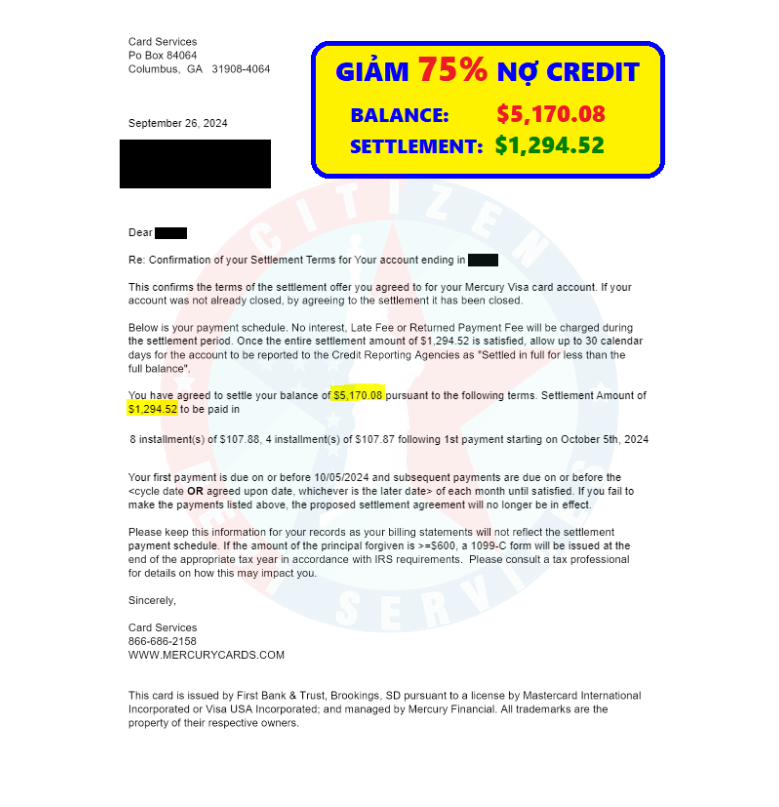 Card Services
Po Box 84064
Columbus, GA 31908-4064
GIẢM 75% NỢ CREDIT
BALANCE: $5,170.08
SETTLEMENT: $1,294.52
September 26, 2024
Dear
Re: Confirmation of your Settlement Terms for Your account ending in
This confirms the terms of the settlement offer you agreed to for your Mercury Visa card account. If your
account was not already closed, by agreeing to the settlement it has been closed.
Below is your payment schedule. No interest, Late Fee or Returned Payment Fee will be charged during
the settlement period. Once the entire settlement amount of $1,294.52 is satisfied, allow up to 30 calendar
days for the account to be reported to the Credit Reporting Agencies as "Settled in full for less than the
full balance".
You have agreed to settle your balance of $5,170.08 pursuant to the following terms. Settlement Amount of
$1,294.52 to be paid in
8 installment(s) of $107.88, 4 installment(s) of $107.87 following 1st payment starting on October 5th, 2024
Your first payment is due on or before 10/05/2024 and subsequent payments are due on or before the
<cycle date OR agreed upon date, whichever is the later date> of each month until satisfied. If you fail to
make the payments listed above, the proposed settlement agreement will no longer be in effect.
Please keep this information for your records as your billing statements will not reflect the settlement
payment schedule. If the amount of the principal forgiven is >=$600, a 1099-C form will be issued at the
end of the appropriate tax year in accordance with IRS requirements. Please consult a tax professional
for details on how this may impact you.
Sincerely,
Card Services
866-686-2158
WWW.MERCURYCARDS.COM
This card is issued by First Bank & Trust, Brookings, SD pursuant to a license by Mastercard International
Incorporated or Visa USA Incorporated; and managed by Mercury Financial. All trademarks are the
property of their respective owners.
CITIZEN